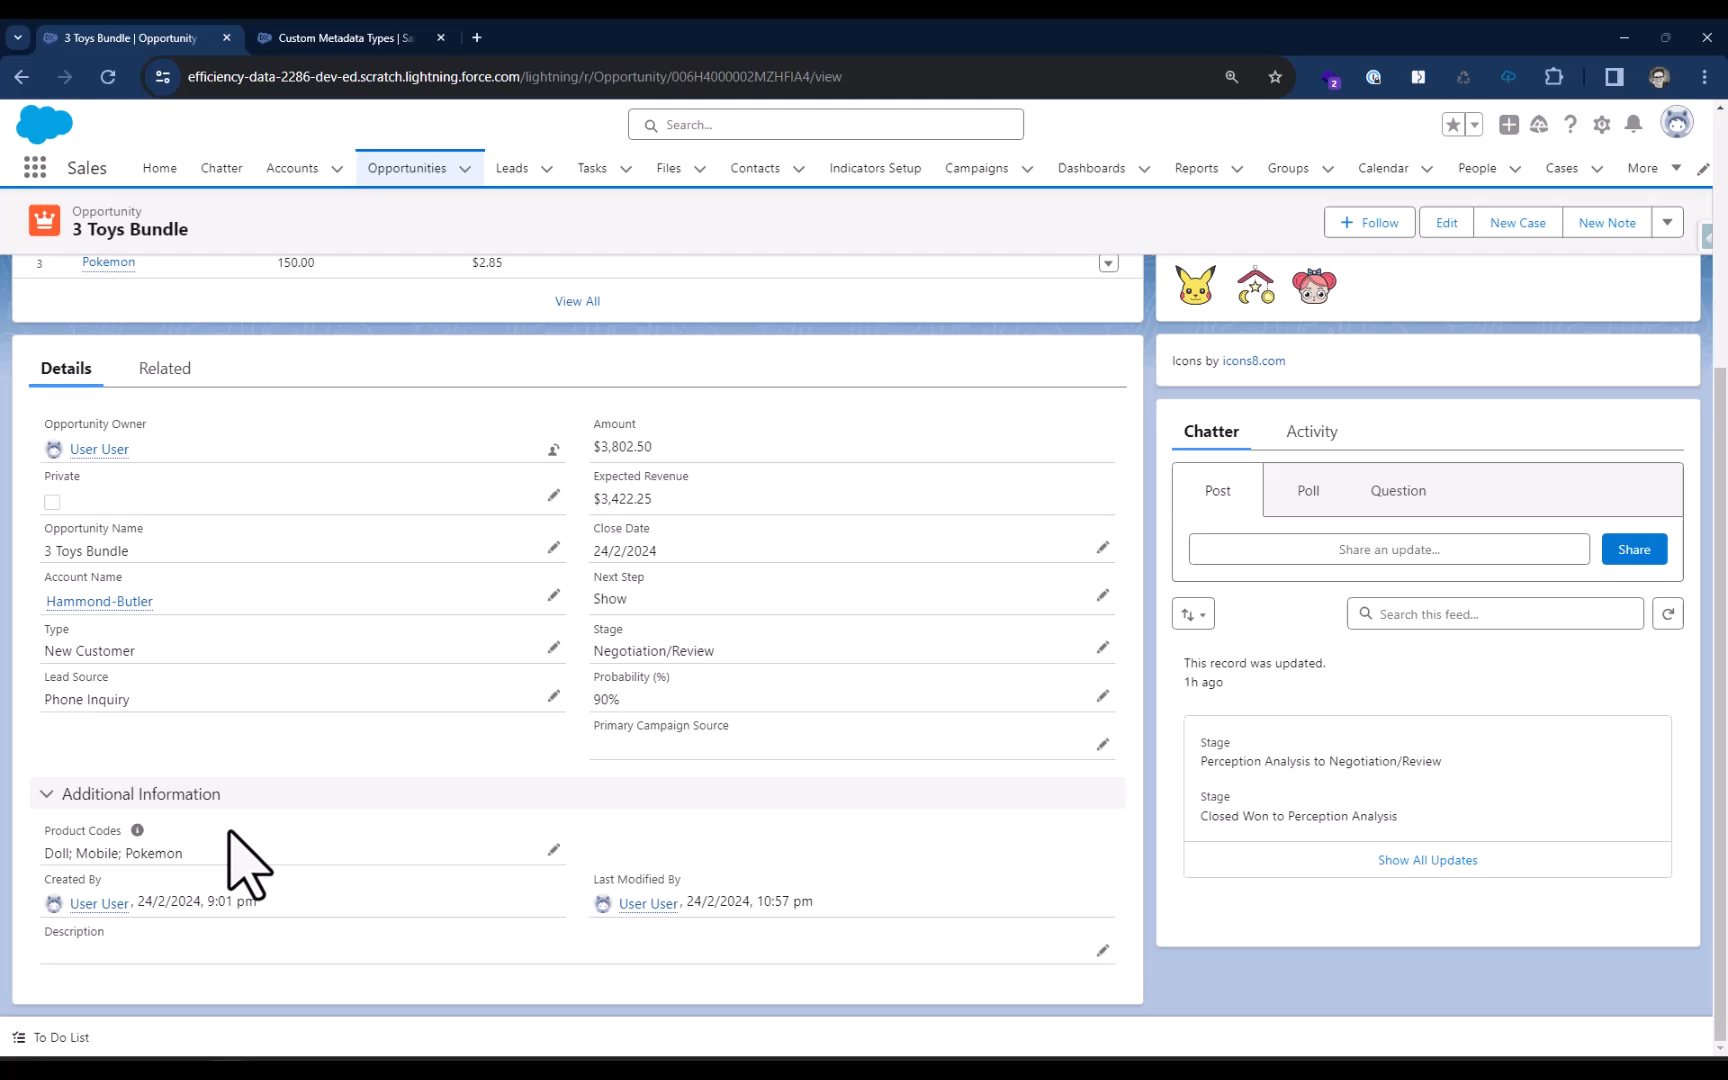 3 Toys Bundle | Opportunity
Custom Metadata Types | Sa
efficiency-data-2286-dev-ed.scratch.lightning.force.com/lightning/r/Opportunity/006H4000002MZHFIA4/view
2
Search...
Sales
Home
Chatter
Accounts
Opportunities
Leads
Tasks
Files
Contacts
Indicators Setup
Campaigns
Dashboards
Reports
Groups
Calendar
People
Cases
More
Opportunity
3 Toys Bundle
Follow
Edit
New Case
New Note
3 Pokemon 150.00 $2.85
View All
Details
Related
Opportunity Owner
User User
Private
Opportunity Name
3 Toys Bundle
Account Name
Hammond-Butler
Type
New Customer
Lead Source
Phone Inquiry
Amount
$3,802.50
Expected Revenue
$3,422.25
Close Date
24/2/2024
Next Step
Show
Stage
Negotiation/Review
Probability (%)
90%
Primary Campaign Source
Additional Information
Product Codes
Doll; Mobile; Pokemon
Created By
User User, 24/2/2024, 9:01 pm
Last Modified By
User User, 24/2/2024, 10:57 pm
Description
Icons by icons8.com
Chatter
Activity
Post
Poll
Question
Share an update...
Share
Search this feed...
This record was updated.
1h ago
Stage
Perception Analysis to Negotiation/Review
Stage
Closed Won to Perception Analysis
Show All Updates
To Do List